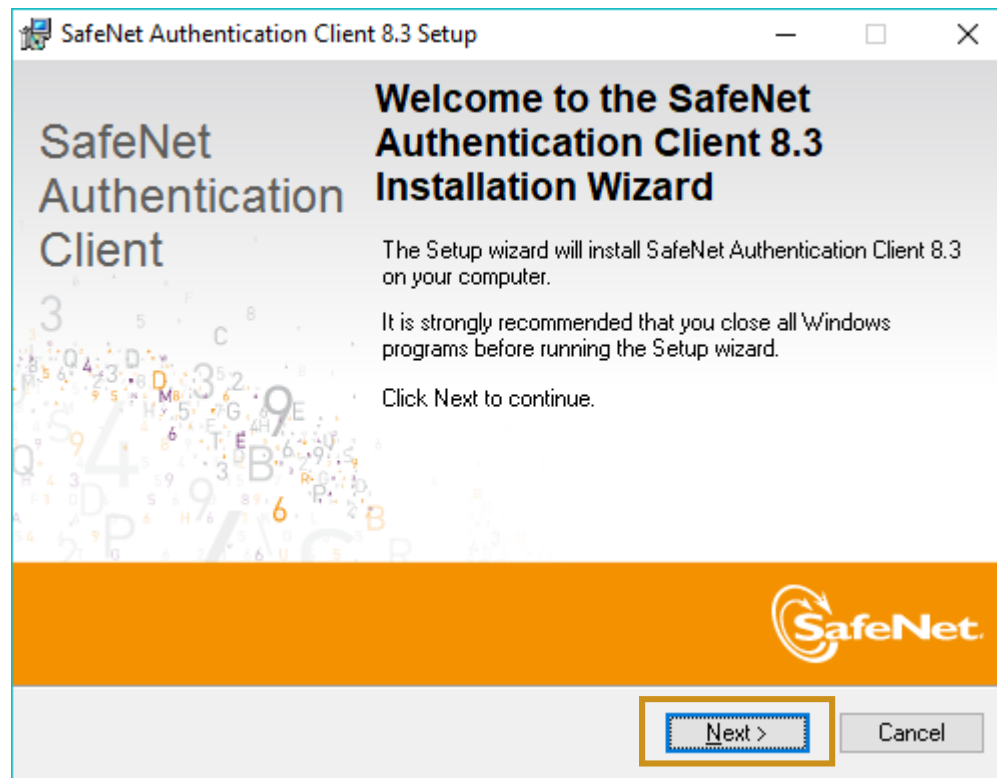 SafeNet Authentication Client 8.3 Setup
SafeNet
Authentication
Client
Welcome to the SafeNet
Authentication Client 8.3
Installation Wizard
The Setup wizard will install SafeNet Authentication Client 8.3
on your computer.
It is strongly recommended that you close all Windows
programs before running the Setup wizard.
Click Next to continue.
SafeNet.
Next >
Cancel